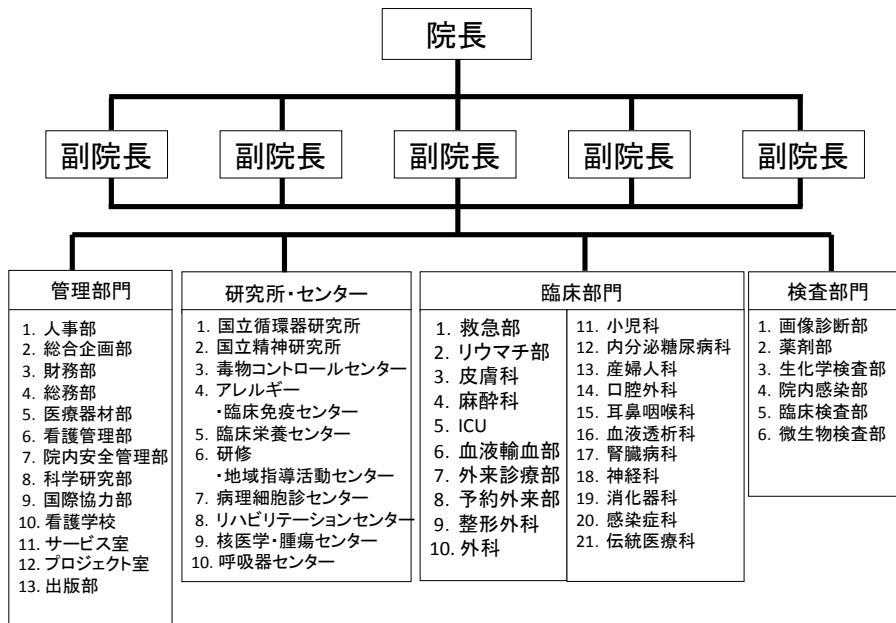 院長
副院長
副院長
副院長
副院長
副院長
管理部門
1. 人事部
2. 総合企画部
3. 財務部
4. 総務部
5. 医療器材部
6. 看護管理部
7. 院内安全管理部
8. 科学研究部
9. 国際協力部
10. 看護学校
11. サービス室
12. プロジェクト室
13. 出版部
研究所・センター
1. 国立循環器研究所
2. 国立精神研究所
3. 毒物コントロールセンター
4. アレルギー
・臨床免疫センター
5. 臨床栄養センター
6. 研修
・地域指導活動センター
7. 病理細胞診センター
8. リハビリテーションセンター
9. 核医学・腫瘍センター
10. 呼吸器センター
臨床部門
1. 救急部
2. リウマチ部
3. 皮膚科
4. 麻酔科
5. ICU
6. 血液輸血部
7. 外来診療部
8. 予約外来部
9. 整形外科
10. 外科
11. 小児科
12. 内分泌糖尿病科
13. 産婦人科
14. 口腔外科
15. 耳鼻咽喉科
16. 血液透析科
17. 腎臓病科
18. 神経科
19. 消化器科
20. 感染症科
21. 伝統医療科
検査部門
1. 画像診断部
2. 薬剤部
3. 生化学検査部
4. 院内感染部
5. 臨床検査部
6. 微生物検査部